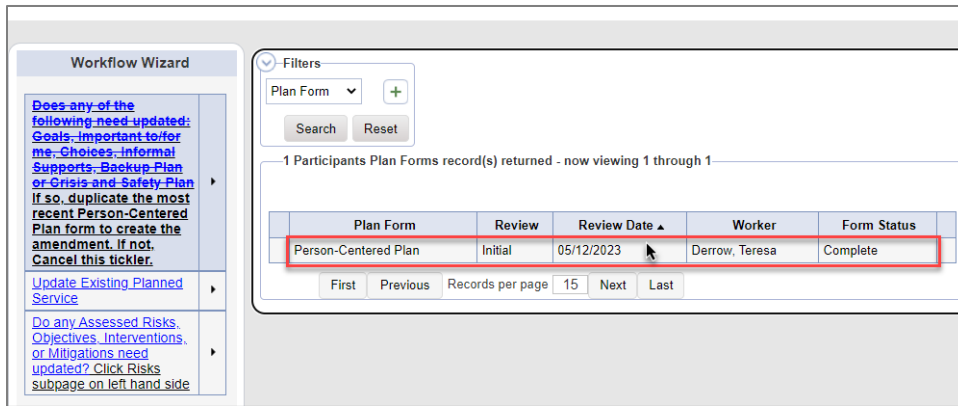 Workflow Wizard
Does any of the
following need updated:
Goals, Important to/for
me, Choices, Informal
Supports, Backup Plan
or Crisis and Safety Plan
If so, duplicate the most
recent Person-Centered
Plan form to create the
amendment. If not,
Cancel this tickler.
Update Existing Planned
Service
Do any Assessed Risks,
Objectives, Interventions,
or Mitigations need
updated? Click Risks
subpage on left hand side
Filters
Plan Form
Search Reset
1 Participants Plan Forms record(s) returned - now viewing 1 through 1
Plan Form Review Review Date Worker Form Status
Person-Centered Plan Initial 05/12/2023 Derrow, Teresa Complete
First Previous Records per page 15 Next Last